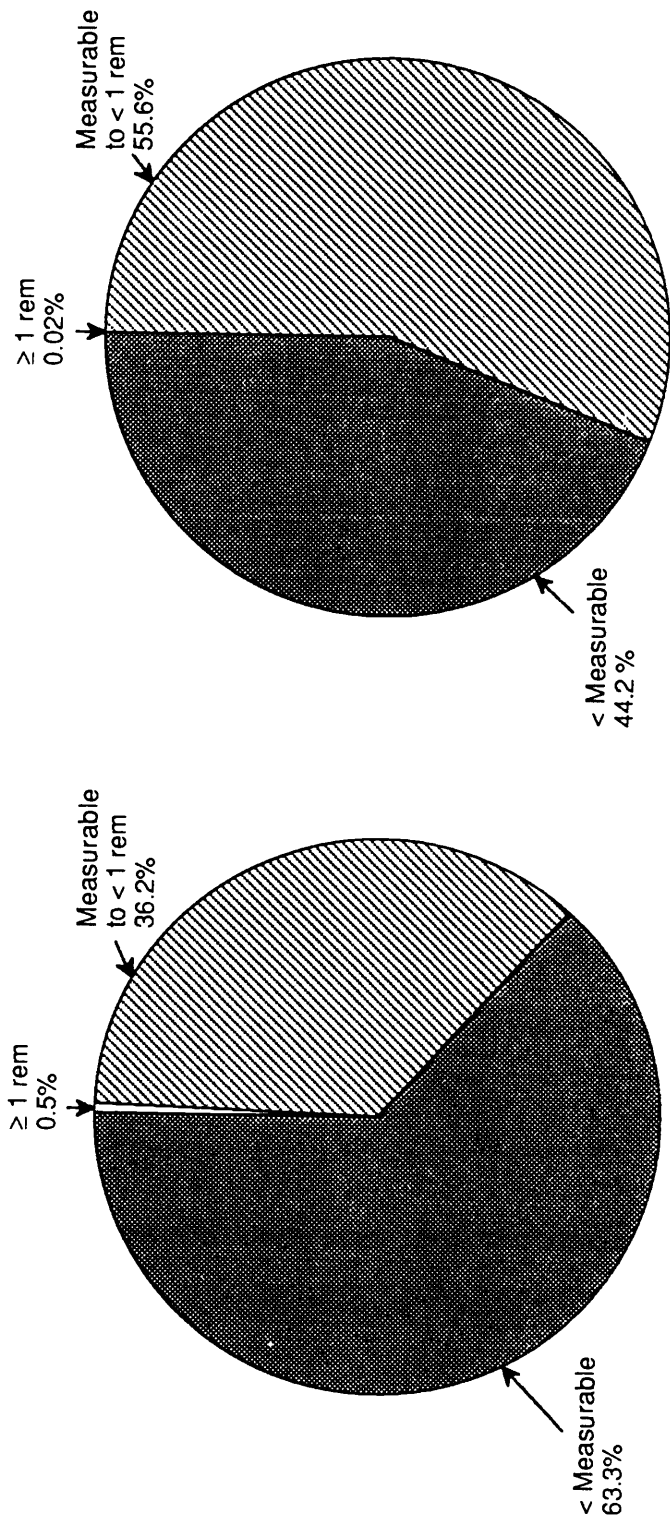 ≥ 1 rem
0.5%
Measurable
to < 1 rem
36.2%
< Measurable
63.3%
≥ 1 rem
0.02%
Measurable
to < 1 rem
55.6%
< Measurable
44.2 %